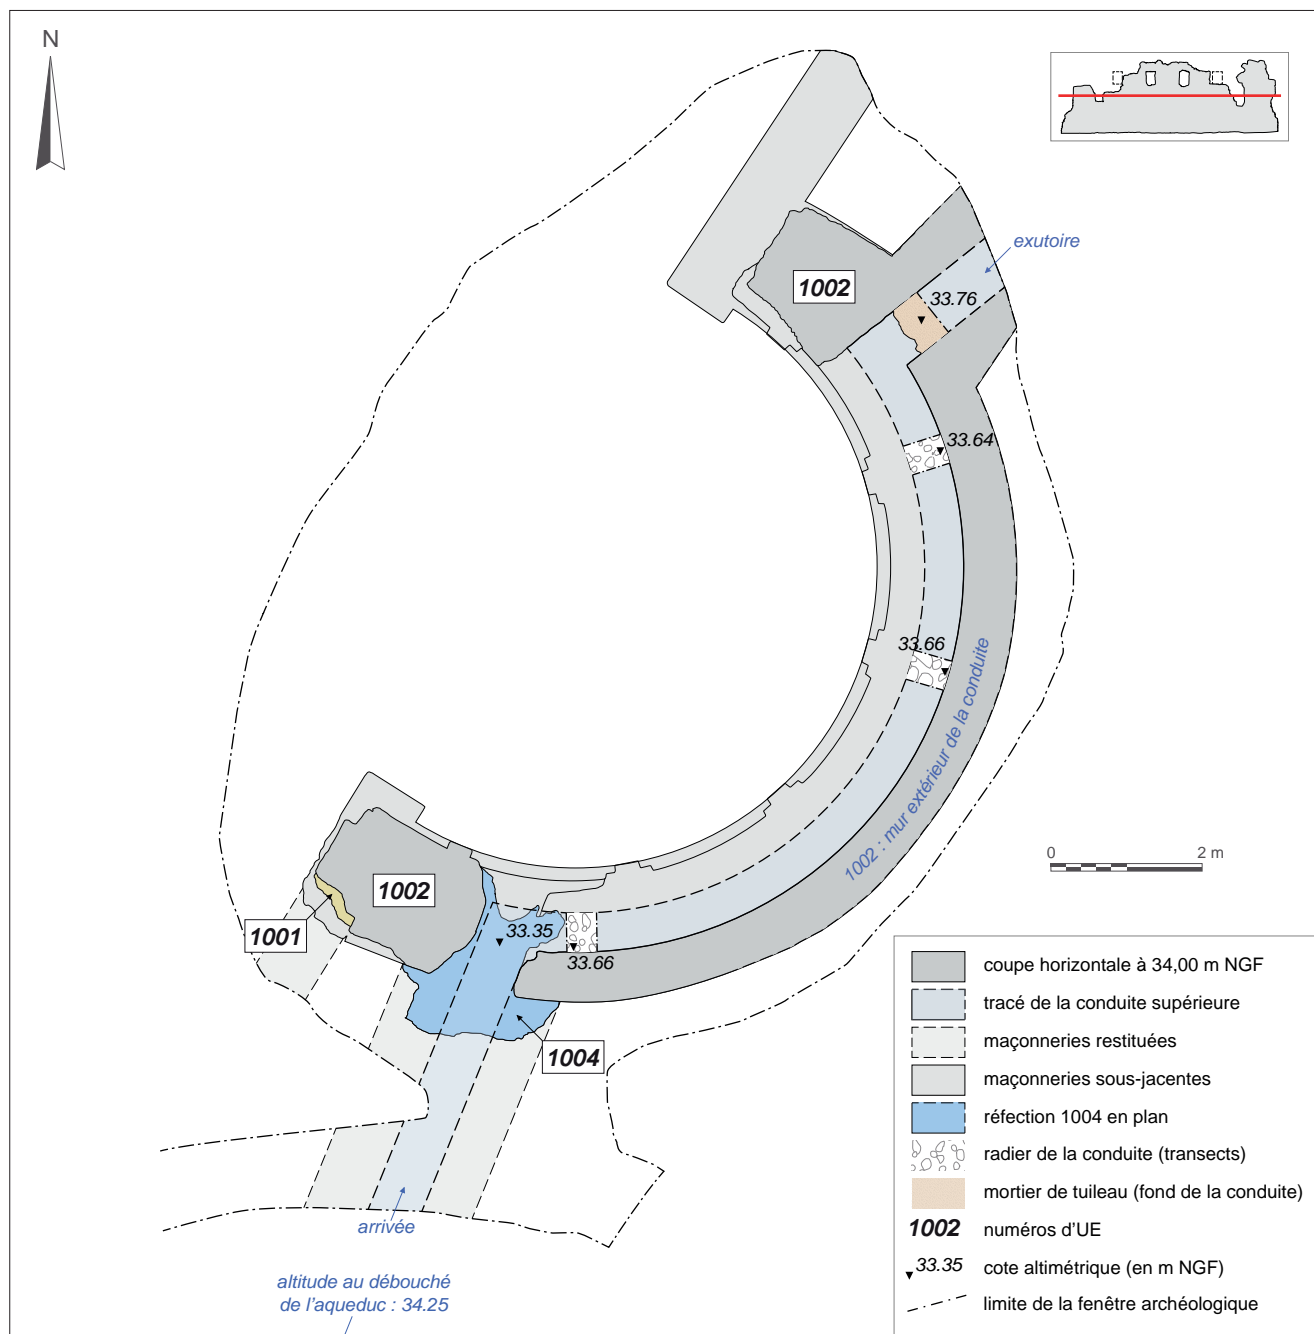 N
exutoire
1002
33.76
33.64
33.66
1002 : mur extérieur de la conduite
0 2 m
1002
1001
33.35
33.66
1004
arrivée
altitude au débouché
de l'aqueduc : 34.25
coupe horizontale à 34,00 m NGF
tracé de la conduite supérieure
maçonneries restituées
maçonneries sous-jacentes
réfection 1004 en plan
radier de la conduite (transects)
mortier de tuileau (fond de la conduite)
1002 numéros d'UE
33.35 cote altimétrique (en m NGF)
limite de la fenêtre archéologique